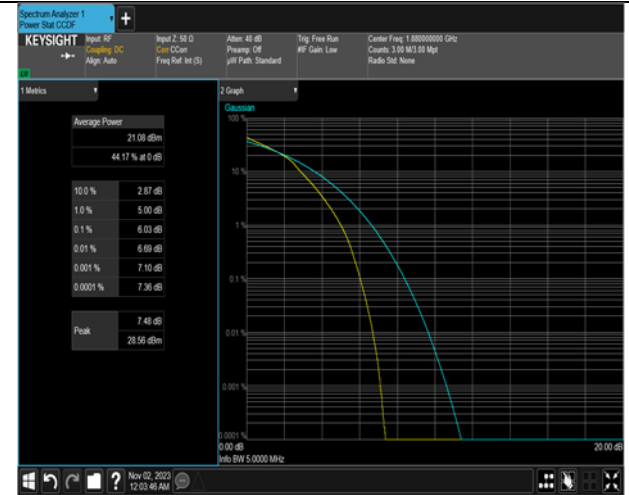 Spectrum Analyzer 1
Power Stat CCDF
+
KEYSIGHT
Input: RF
Coupling: DC
Align: Auto
Input Z: 50 Ω
Corr CCorr
Freq Ref: Int (S)
Atten: 40 dB
Preamp: Off
µW Path: Standard
Trig: Free Run
#IF Gain: Low
Center Freq: 1.880000000 GHz
Counts: 3.00 M/3.00 Mpt
Radio Std: None
1 Metrics
Average Power
21.08 dBm
44.17 % at 0 dB
10.0 % 2.87 dB
1.0 % 5.00 dB
0.1 % 6.03 dB
0.01 % 6.69 dB
0.001 % 7.10 dB
0.0001 % 7.36 dB
Peak
7.48 dB
28.56 dBm
2 Graph
Gaussian
100 %
10 %
1 %
0.1 %
0.01 %
0.001 %
0.0001 %
0.00 dB
20.00 dB
Info BW 5.0000 MHz
?
Nov 02, 2023
12:03:46 AM